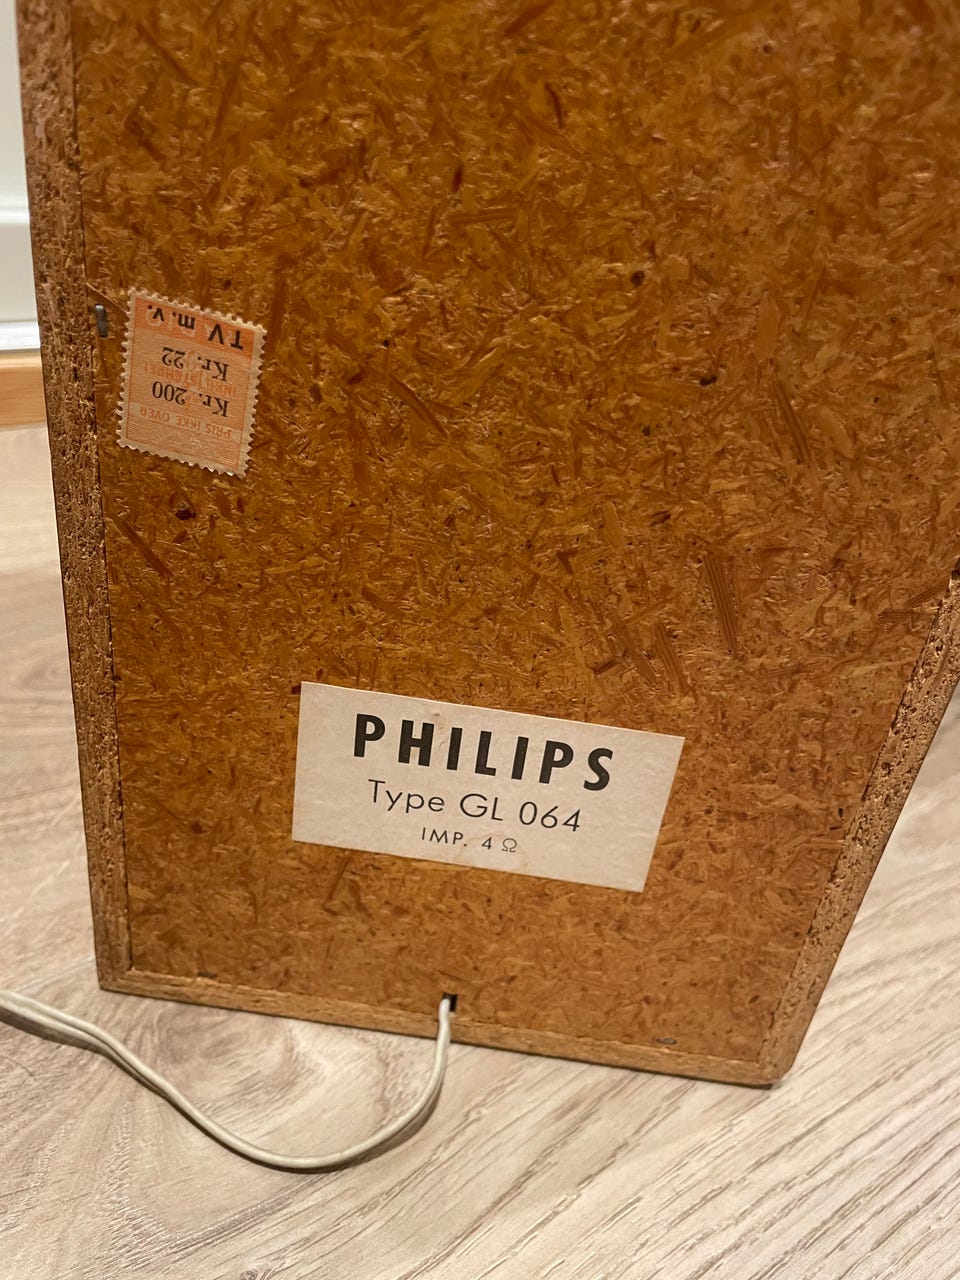 PRIS IKKE OVER
Kr. 200
Kr. 22
TV m.v.
PHILIPS
Type GL 064
IMP. 4 Ω